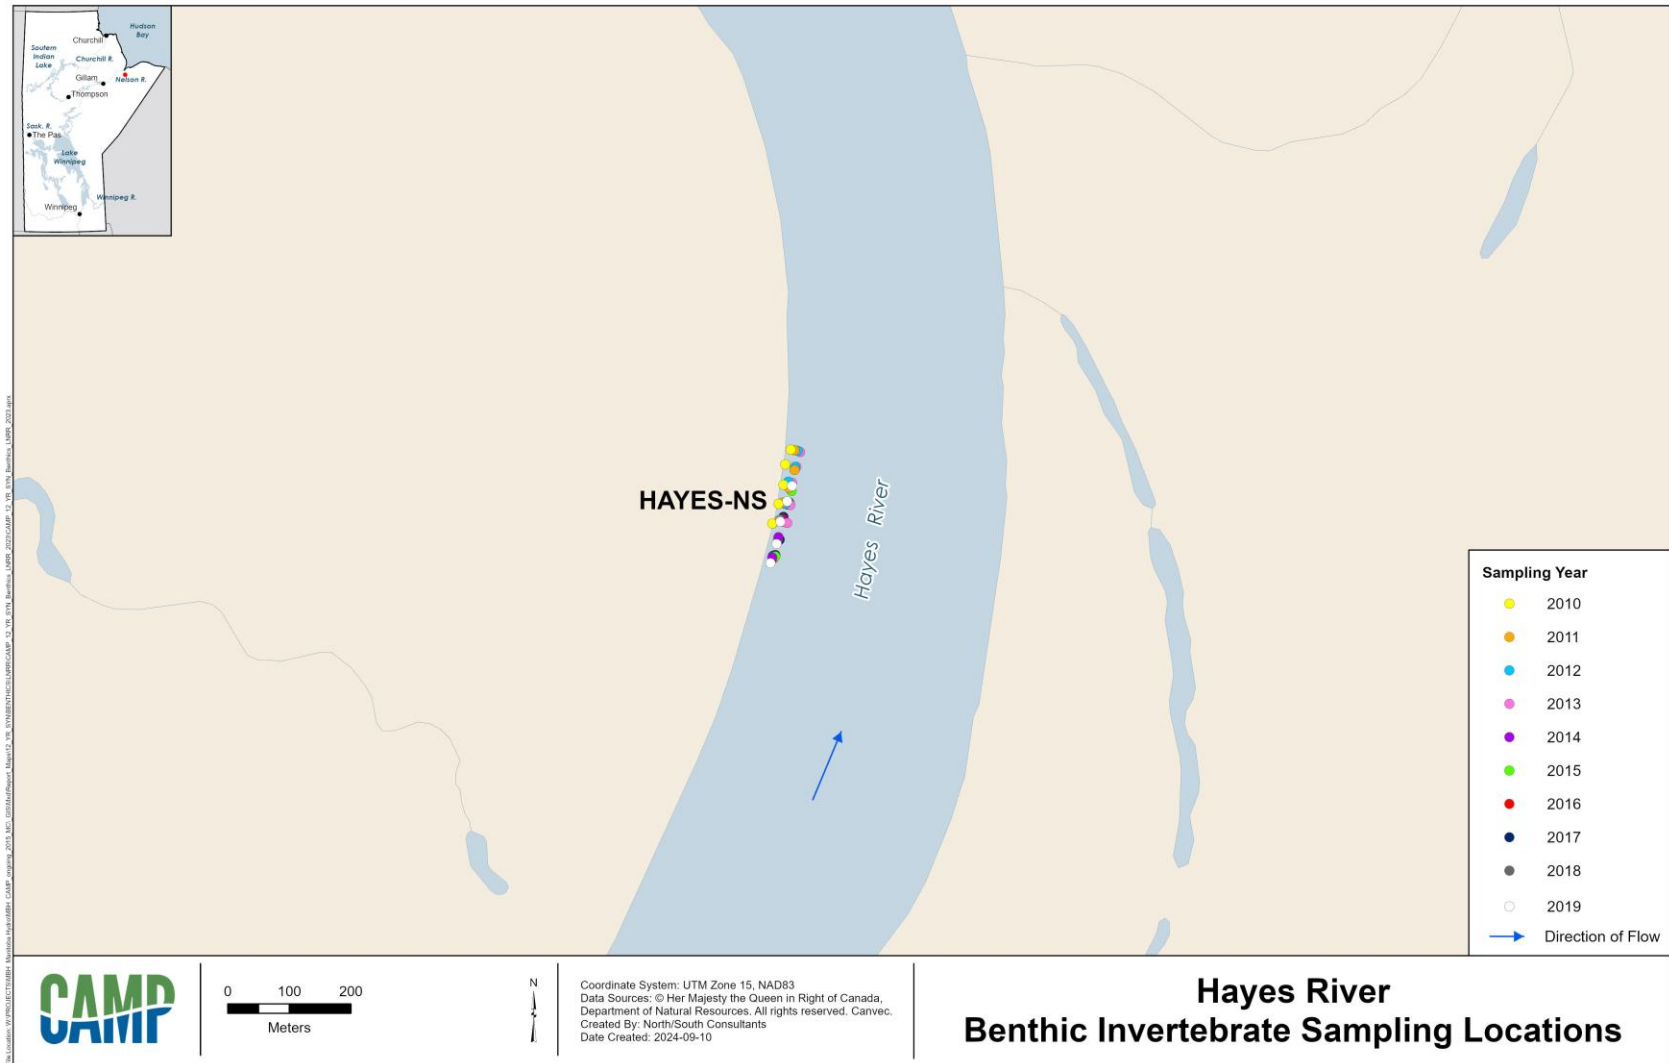 Hudson
Bay
Churchill
Soutern
Indian
Lake
Churchill R.
Gillam
Nelson R.
Thompson
Sask. R.
The Pas
Lake
Winnipeg
Winnipeg R.
Winnipeg
HAYES-NS
Hayes River
Sampling Year
2010
2011
2012
2013
2014
2015
2016
2017
2018
2019
Direction of Flow
CAMP
0 100 200
Meters
N
Coordinate System: UTM Zone 15, NAD83
Data Sources: © Her Majesty the Queen in Right of Canada,
Department of Natural Resources. All rights reserved. Canvec.
Created By: North/South Consultants
Date Created: 2024-09-10
Hayes River
Benthic Invertebrate Sampling Locations